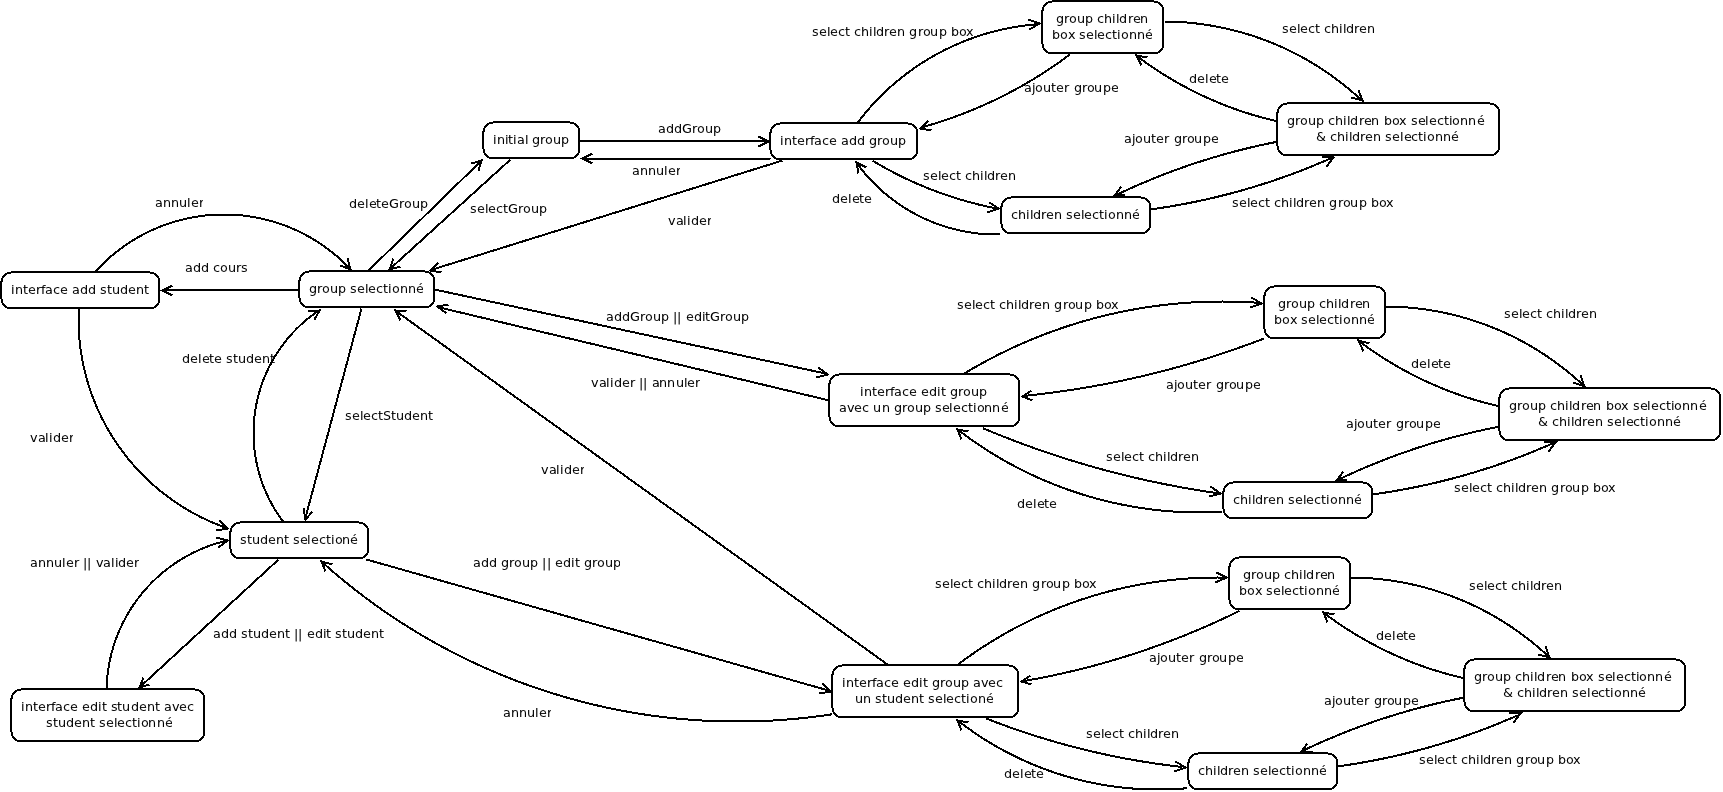 group children
box selectionné
select children group box
select children
ajouter groupe
delete
group children box selectionné
& children selectionné
initial group
addGroup
interface add group
annuler
ajouter groupe
select children
children selectionné
delete
select children group box
deleteGroup
selectGroup
valider
annuler
add cours
interface add student
group selectionné
addGroup || editGroup
valider || annuler
delete student
selectStudent
valider
valider
select children group box
group children
box selectionné
select children
ajouter groupe
delete
interface edit group
avec un group selectionné
group children box selectionné
& children selectionné
ajouter groupe
select children
children selectionné
delete
select children group box
student selectioné
annuler || valider
add group || edit group
add student || edit student
interface edit student avec
student selectionné
annuler
select children group box
group children
box selectionné
select children
ajouter groupe
delete
interface edit group avec
un student selectioné
group children box selectionné
& children selectionné
ajouter groupe
select children
children selectionné
delete
select children group box